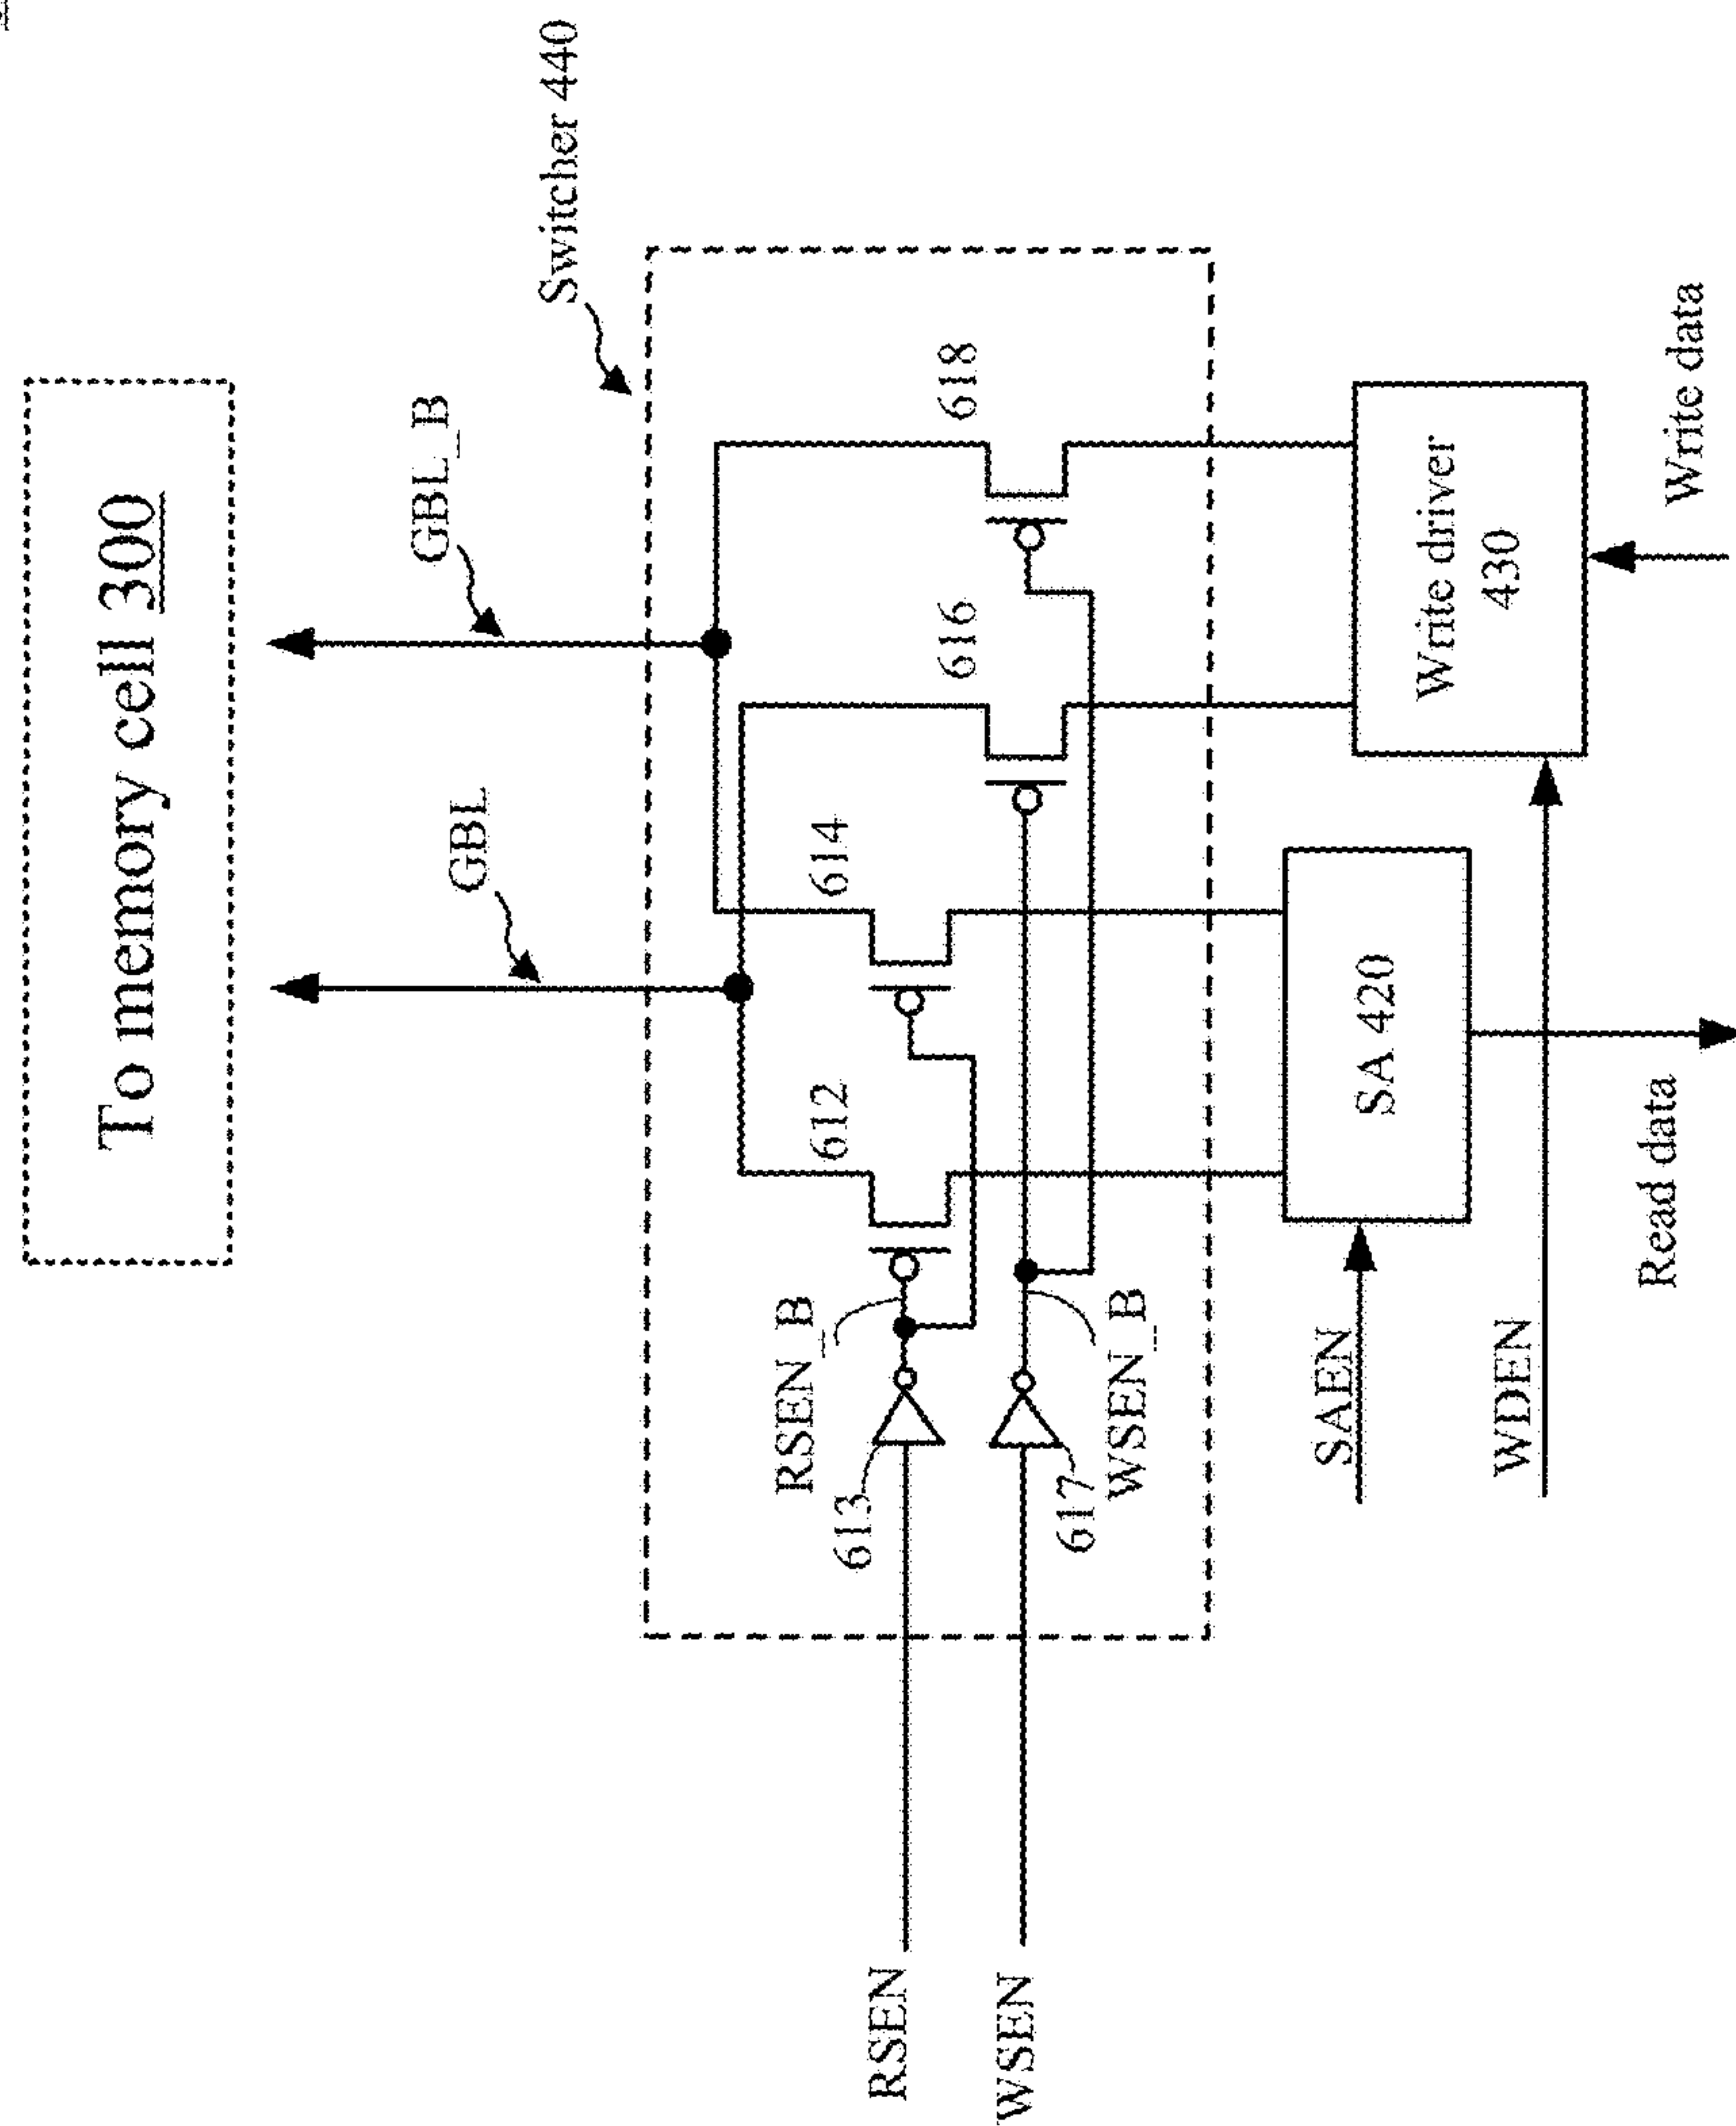 To memory cell 300
GBL
GBL_B
Switcher 440
612
614
616
618
RSEN_B
613
RSEN
WSEN
617
WSEN_B
SAEN
SA 420
Write driver
430
WDEN
Read data
Write data